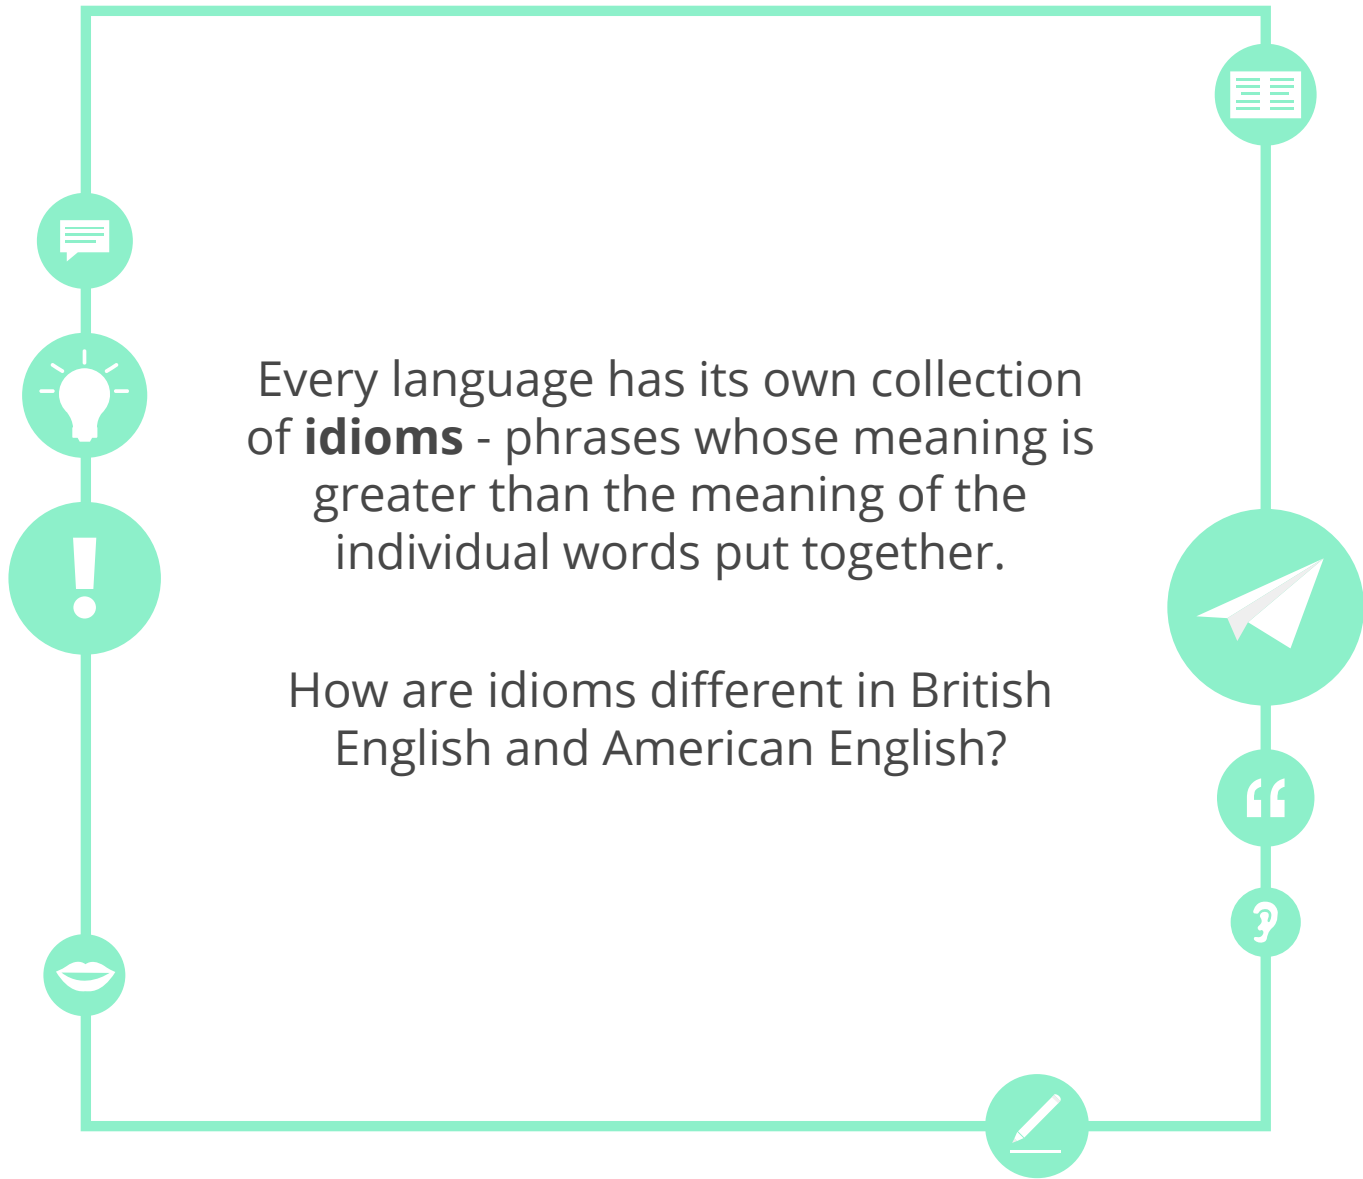 Every language has its own collection
of idioms - phrases whose meaning is
greater than the meaning of the
individual words put together.
How are idioms different in British
English and American English?